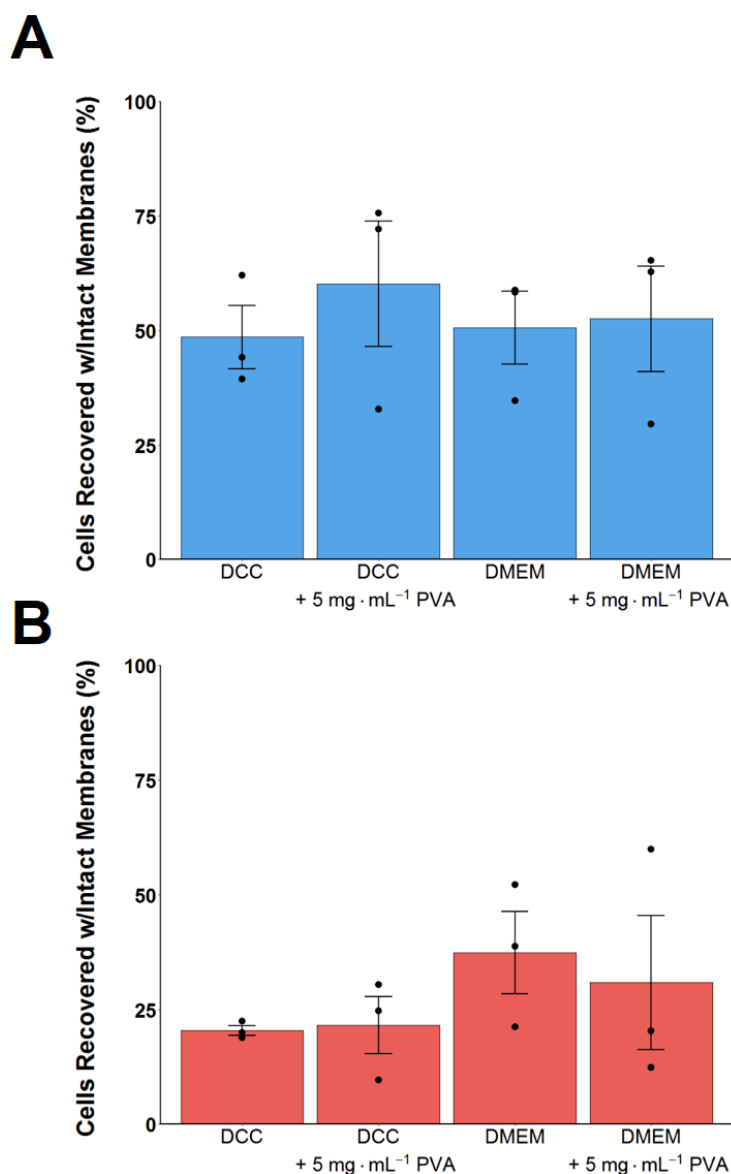 A
Cells Recovered w/Intact Membranes (%)
100
75
50
25
0
DCC DCC DMEM DMEM
+ 5 mg · mL⁻¹ PVA + 5 mg · mL⁻¹ PVA
B
Cells Recovered w/Intact Membranes (%)
100
75
50
25
0
DCC DCC DMEM DMEM
+ 5 mg · mL⁻¹ PVA + 5 mg · mL⁻¹ PVA